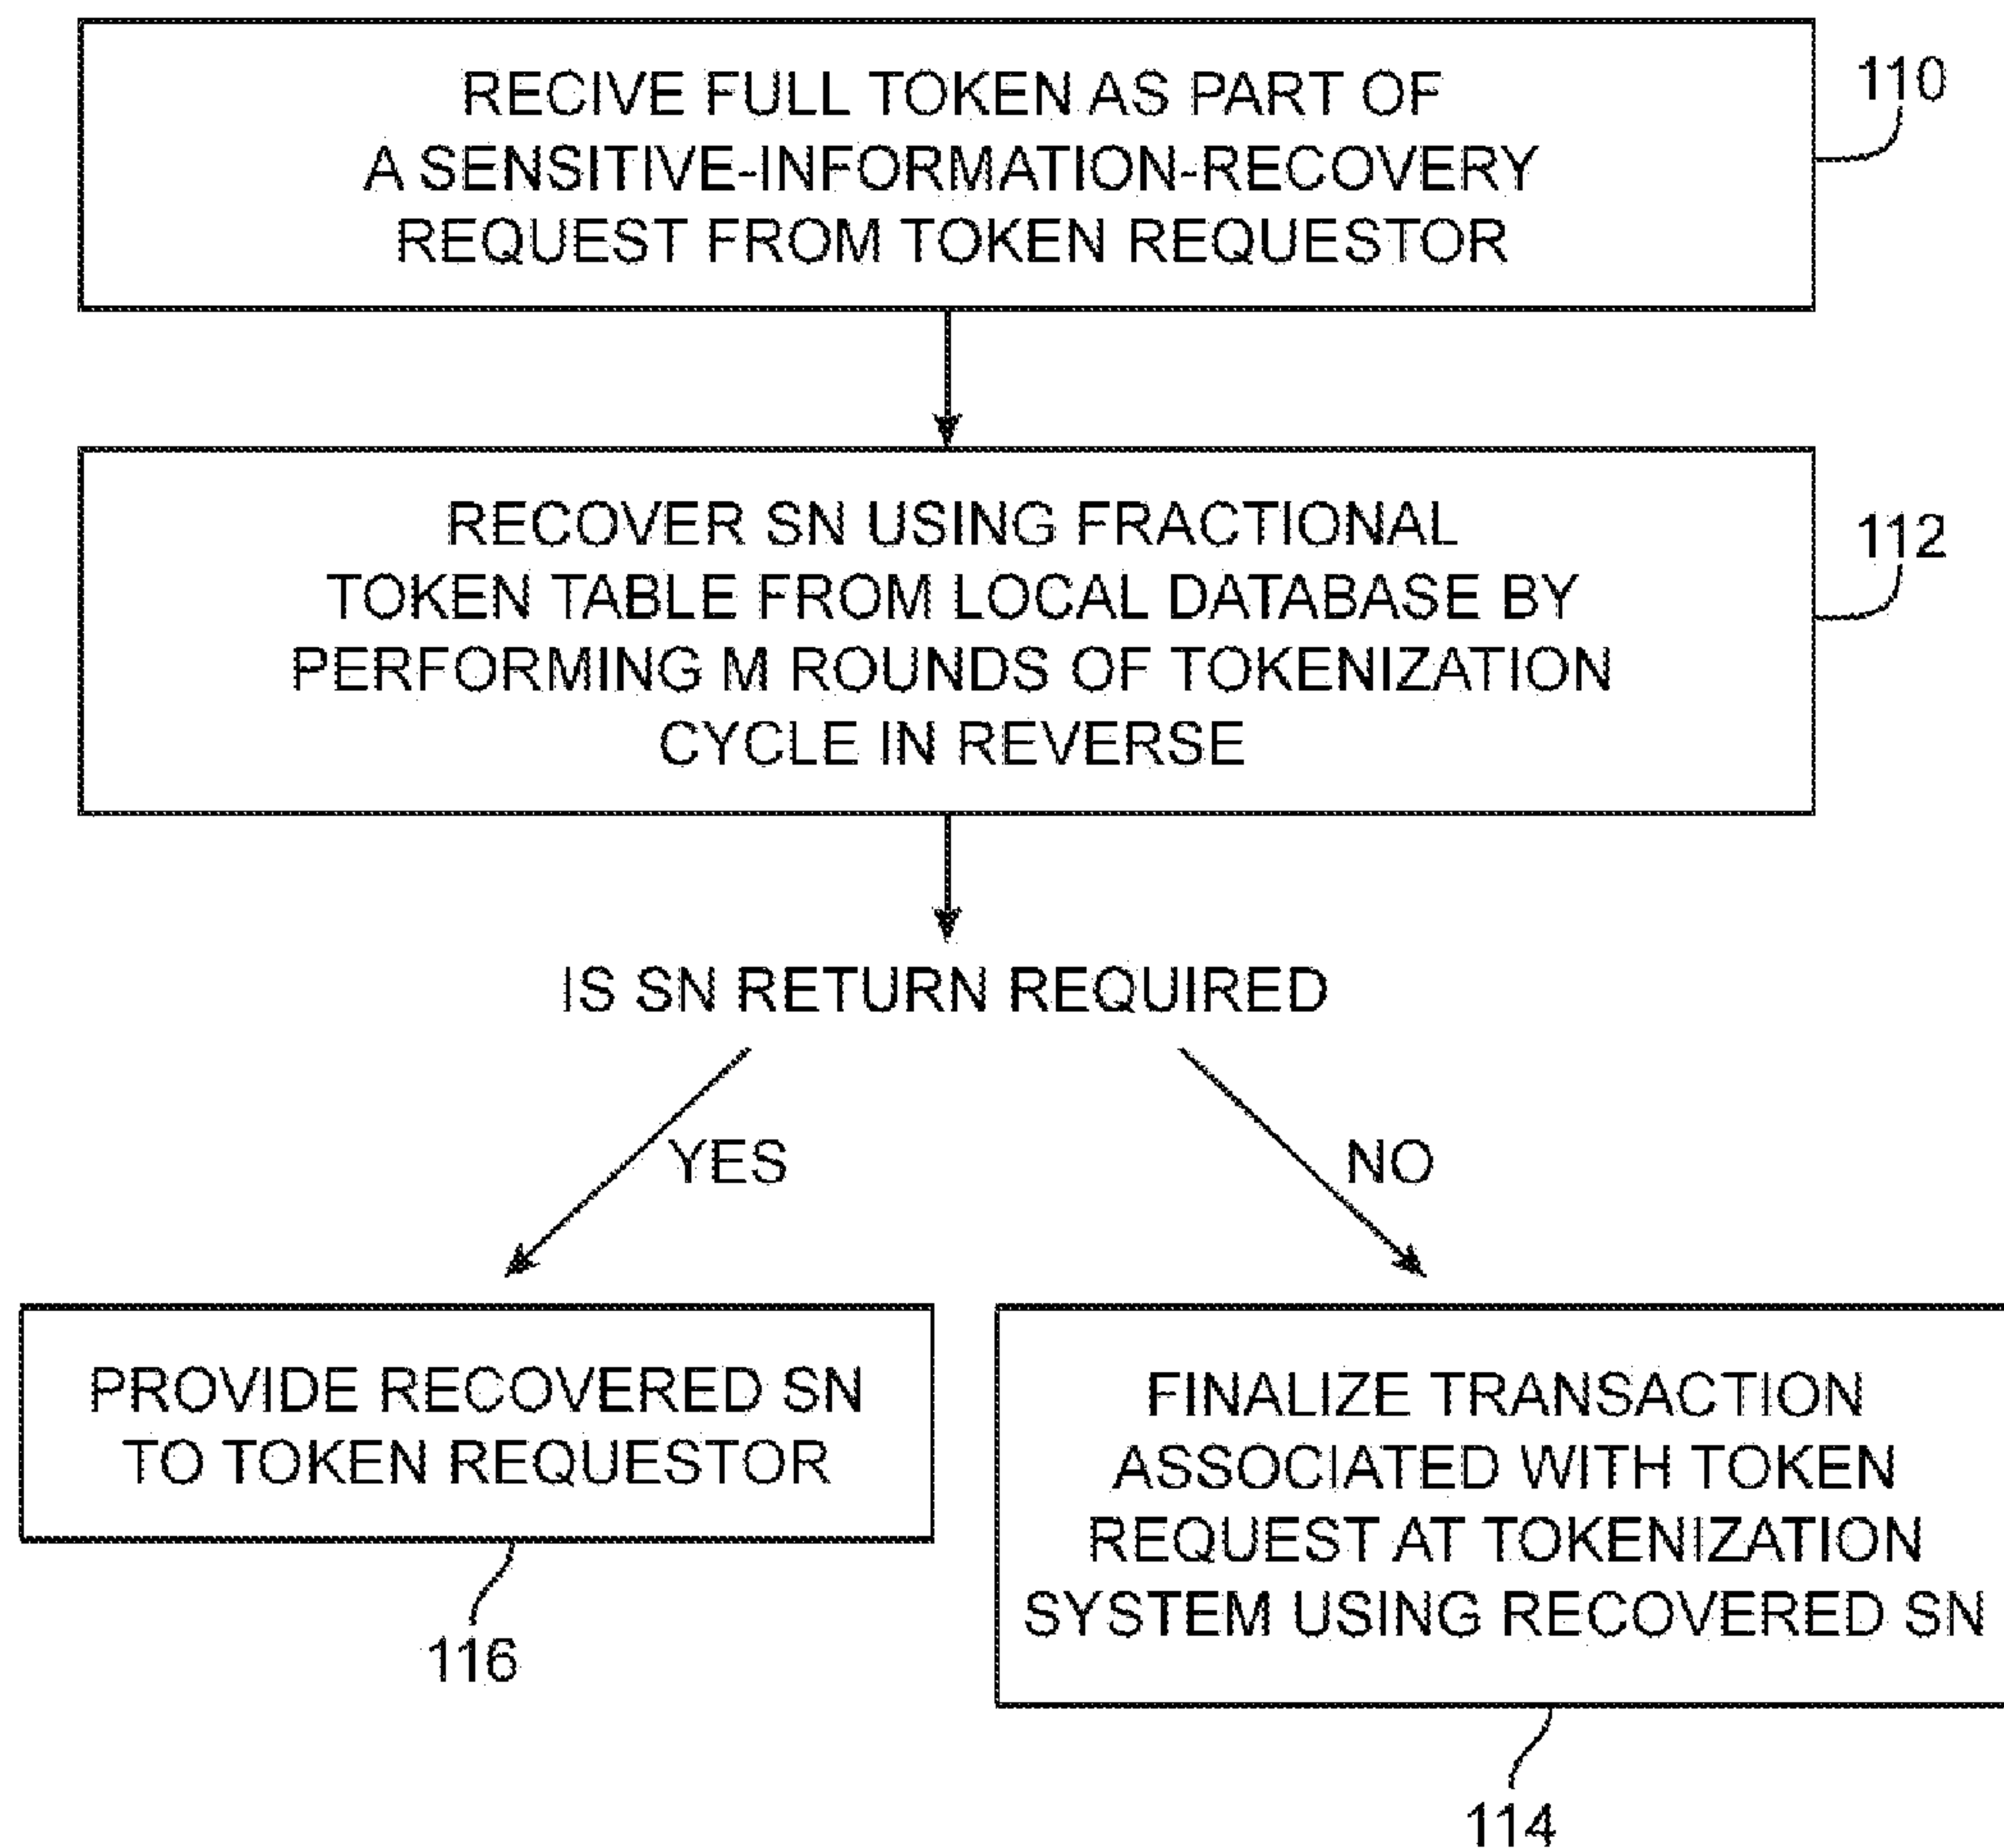 RECIVE FULL TOKEN AS PART OF
A SENSITIVE-INFORMATION-RECOVERY
REQUEST FROM TOKEN REQUESTOR
110
RECOVER SN USING FRACTIONAL
TOKEN TABLE FROM LOCAL DATABASE BY
PERFORMING M ROUNDS OF TOKENIZATION
CYCLE IN REVERSE
112
IS SN RETURN REQUIRED
YES
NO
PROVIDE RECOVERED SN
TO TOKEN REQUESTOR
116
FINALIZE TRANSACTION
ASSOCIATED WITH TOKEN
REQUEST AT TOKENIZATION
SYSTEM USING RECOVERED SN
114